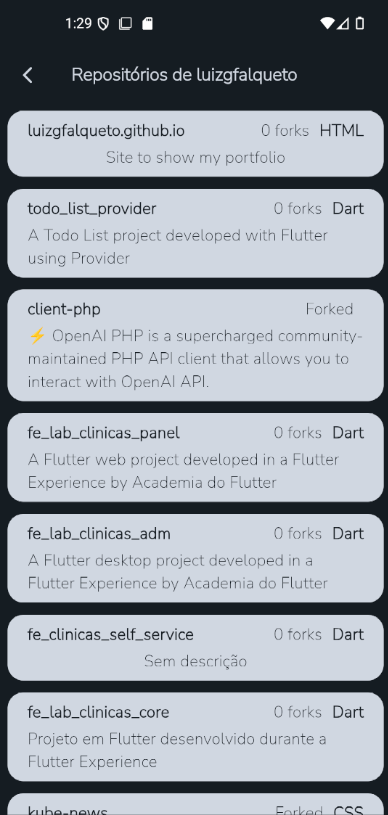 1:29
Repositórios de luizgfalqueto
luizgfalqueto.github.io 0 forks HTML
Site to show my portfolio
todo_list_provider 0 forks Dart
A Todo List project developed with Flutter
using Provider
client-php Forked
⚡ OpenAI PHP is a supercharged community-
maintained PHP API client that allows you to
interact with OpenAI API.
fe_lab_clinicas_panel 0 forks Dart
A Flutter web project developed in a Flutter
Experience by Academia do Flutter
fe_lab_clinicas_adm 0 forks Dart
A Flutter desktop project developed in a
Flutter Experience by Academia do Flutter
fe_clinicas_self_service 0 forks Dart
Sem descrição
fe_lab_clinicas_core 0 forks Dart
Projeto em Flutter desenvolvido durante a
Flutter Experience
kube-news Forked CSS